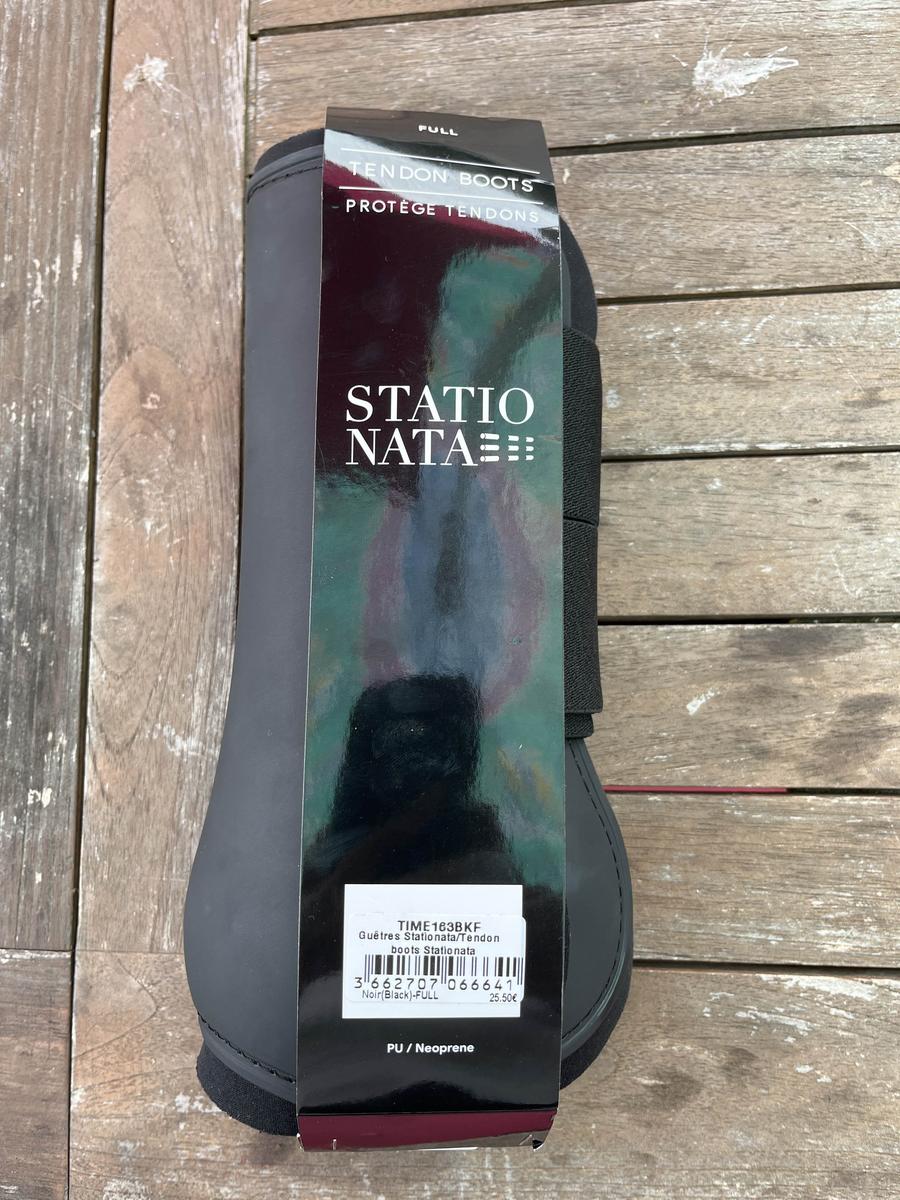 FULL
TENDON BOOTS
PROTÈGE TENDONS
STATIO
NATA
TIME163BKF
Guêtres Stationata/Tendon
boots Stationata
3 662707 066641
Noir(Black)-FULL 25.50€
PU / Neoprene